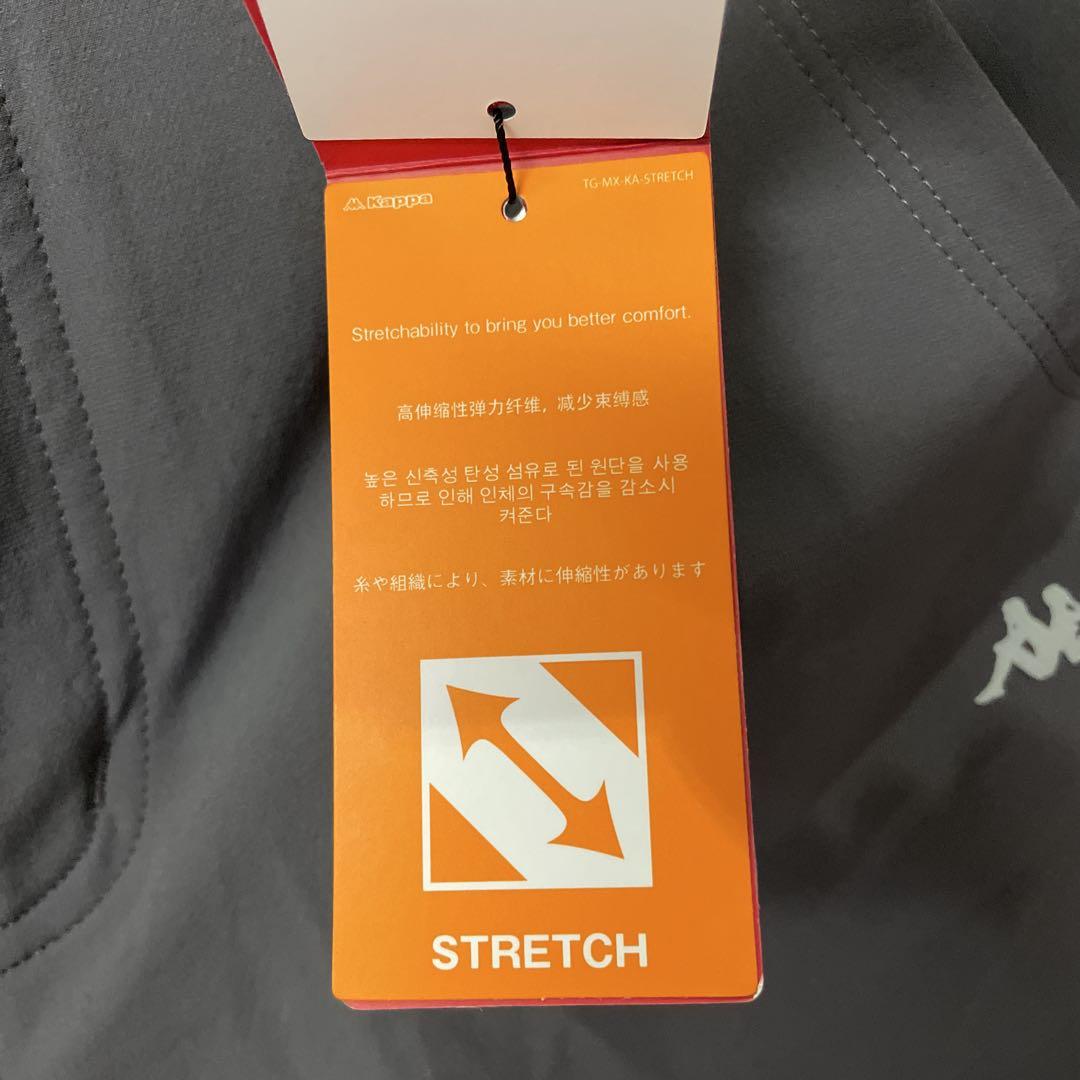 Kappa
TG-MX-KA-STRETCH
Stretchability to bring you better comfort.
高伸缩性弹力纤维, 减少束缚感
높은 신축성 탄성 섬유로 된 원단을 사용
하므로 인해 인체의 구속감을 감소시
켜준다
糸や組織により、素材に伸縮性があります
STRETCH